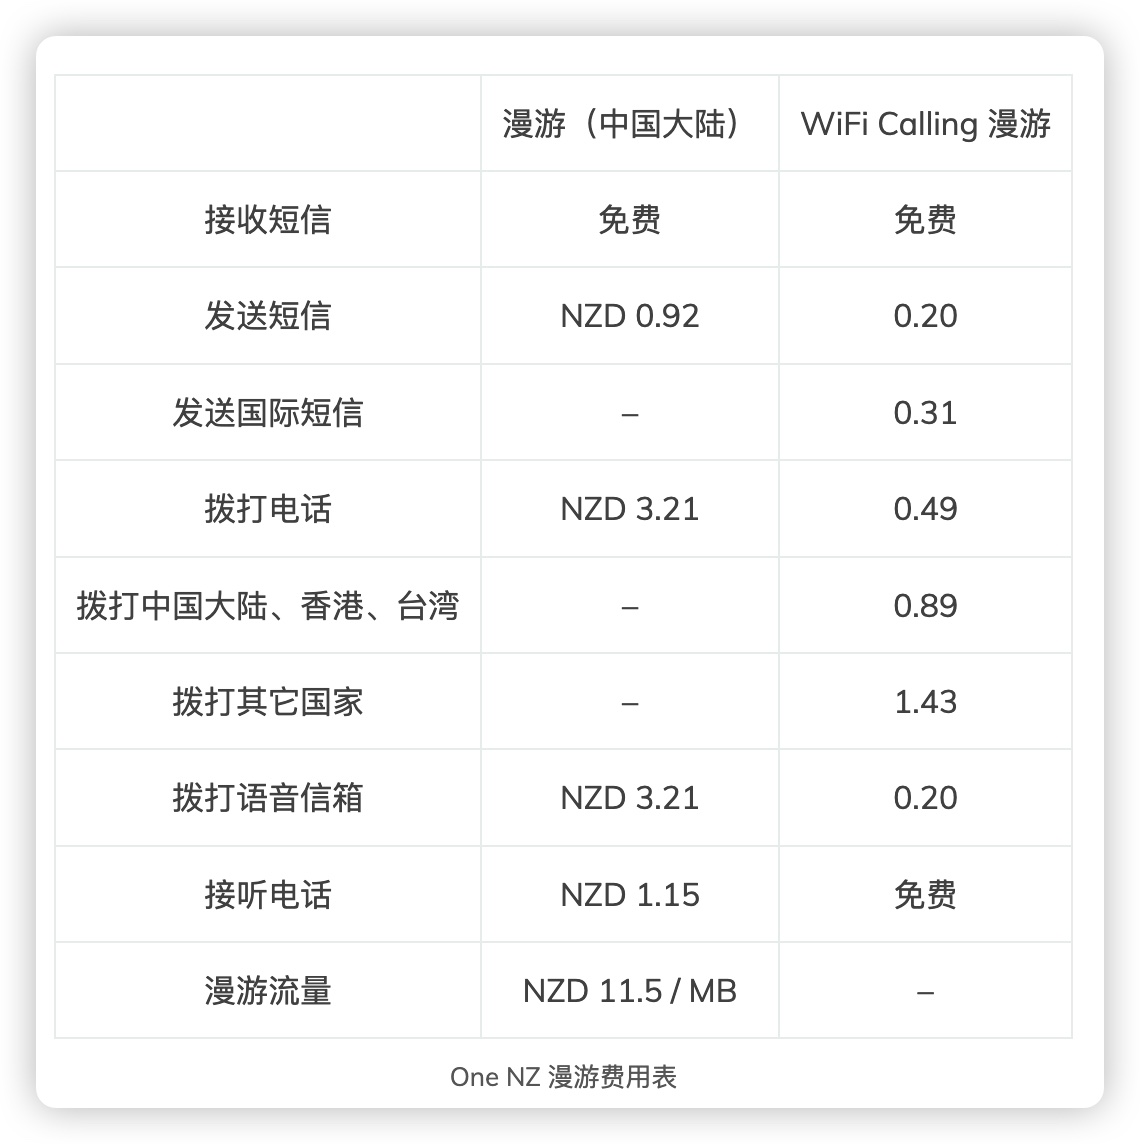 漫游（中国大陆） WiFi Calling 漫游
接收短信 免费 免费
发送短信 NZD 0.92 0.20
发送国际短信 – 0.31
拨打电话 NZD 3.21 0.49
拨打中国大陆、香港、台湾 – 0.89
拨打其它国家 – 1.43
拨打语音信箱 NZD 3.21 0.20
接听电话 NZD 1.15 免费
漫游流量 NZD 11.5 / MB –
One NZ 漫游费用表